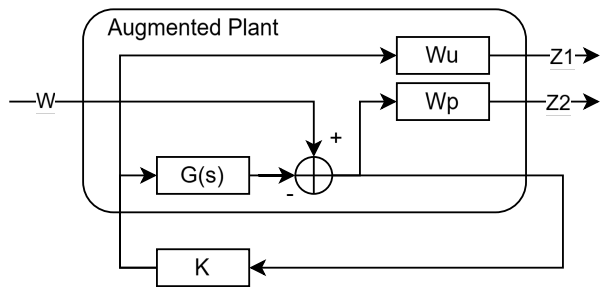 Augmented Plant
Wu
Z1
W
Wp
Z2
+
G(s)
-
K